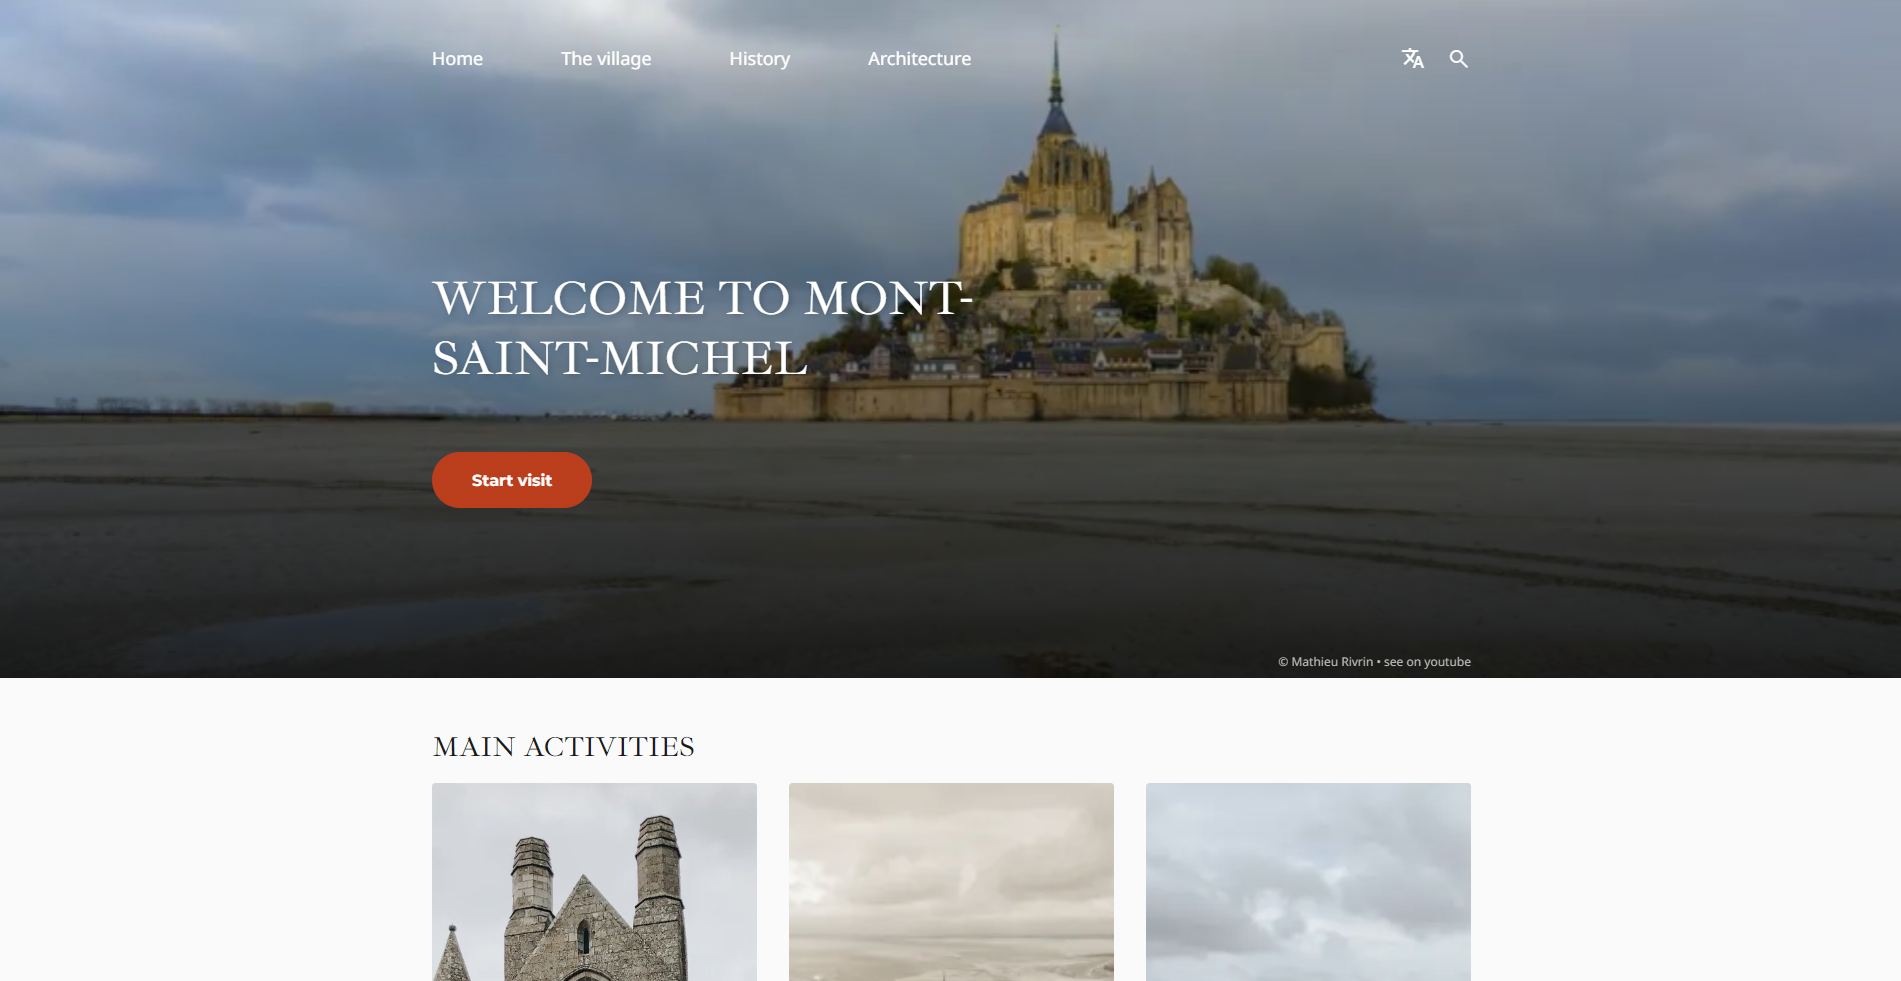 Home The village History Architecture
WELCOME TO MONT-
SAINT-MICHEL
Start visit
© Mathieu Rivrin • see on youtube
MAIN ACTIVITIES